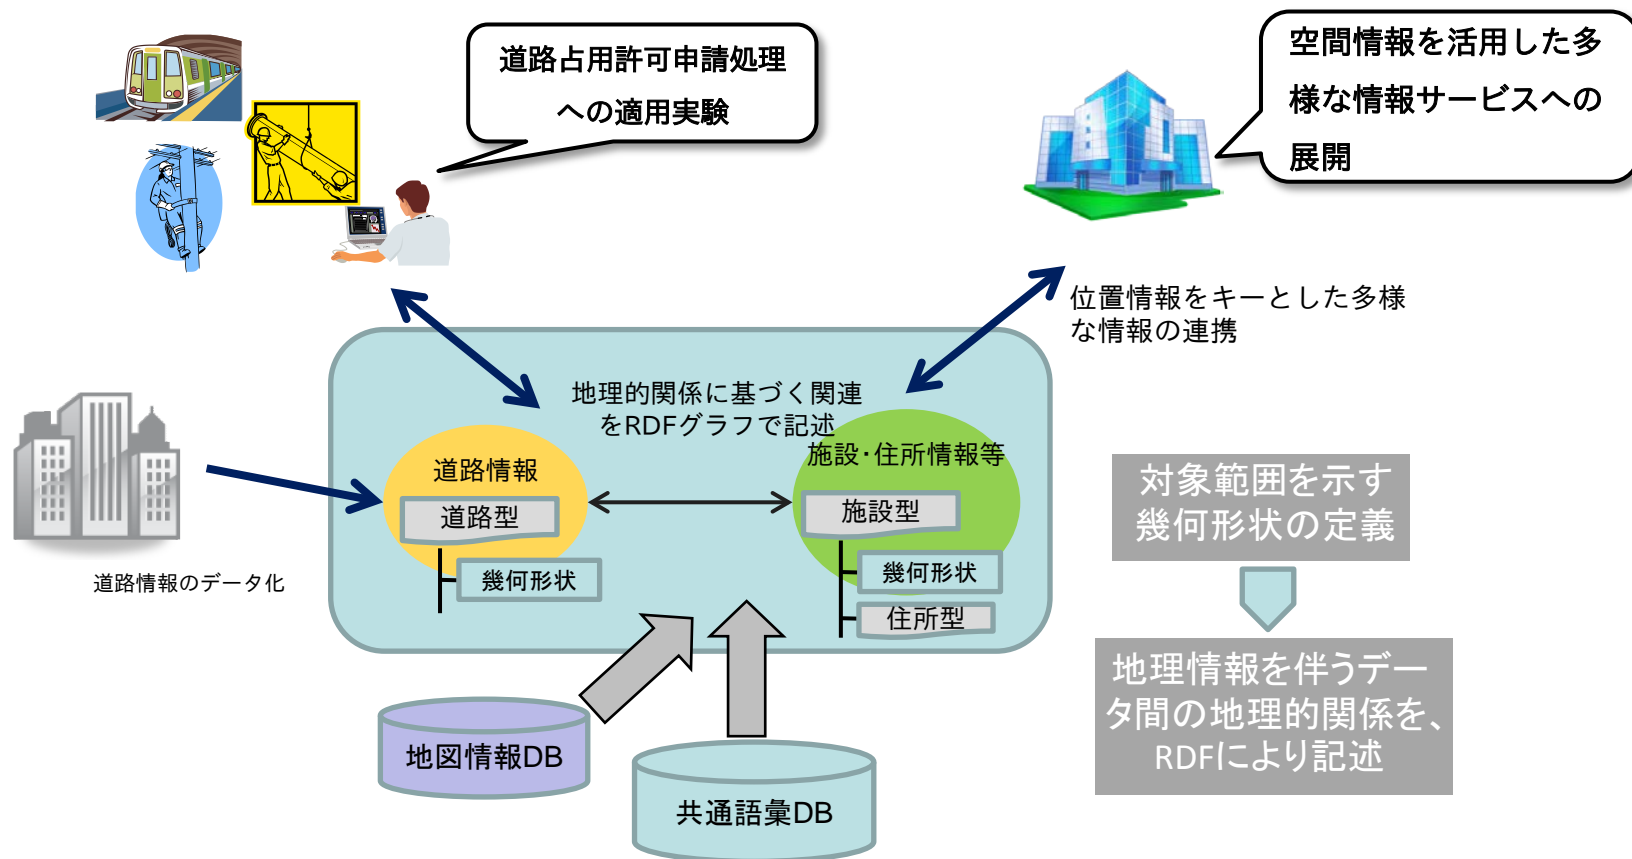 道路占用許可申請処理
への適用実験
空間情報を活用した多
様な情報サービスへの
展開
位置情報をキーとした多様
な情報の連携
地理的関係に基づく関連
をRDFグラフで記述
道路情報
道路型
幾何形状
施設・住所情報等
施設型
幾何形状
住所型
道路情報のデータ化
対象範囲を示す
幾何形状の定義
地理情報を伴うデー
タ間の地理的関係を、
RDFにより記述
地図情報DB
共通語彙DB